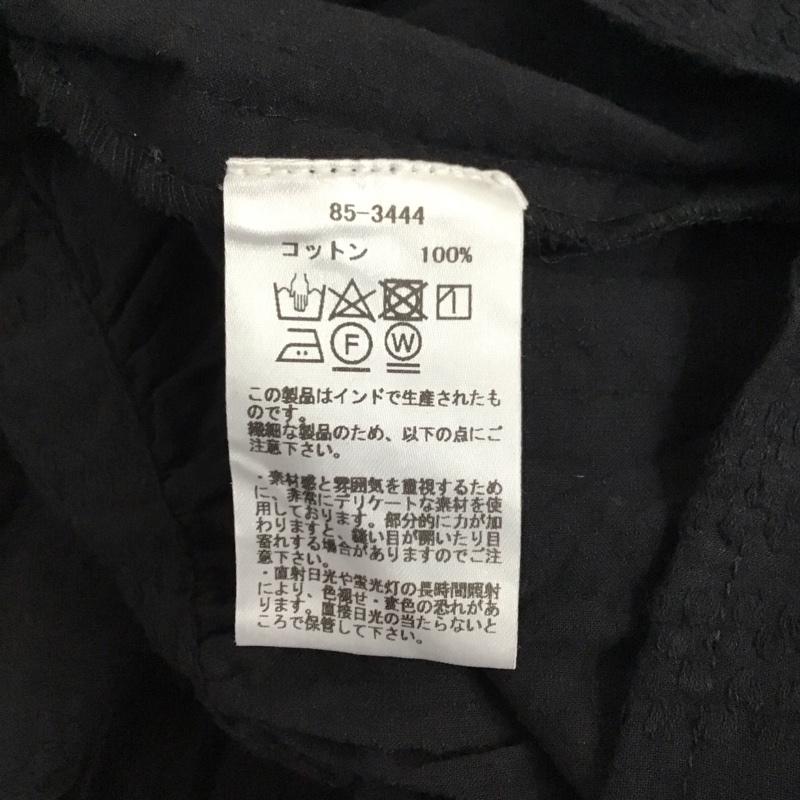 85-3444
コットン 100%
F W
この製品はインドで生産されたも
のです。
繊細な製品のため、以下の点にご
注意下さい。
・素材感と雰囲気を重視するため
に、非常にデリケートな素材を使
用しております。部分的に力が加
わりますと、縫い目が開いたり目
寄れする場合がありますのでご注
意下さい。
・直射日光や蛍光灯の長時間照射
により、色褪せ・変色の恐れがあ
ります。直接日光の当たらないと
ころで保管して下さい。